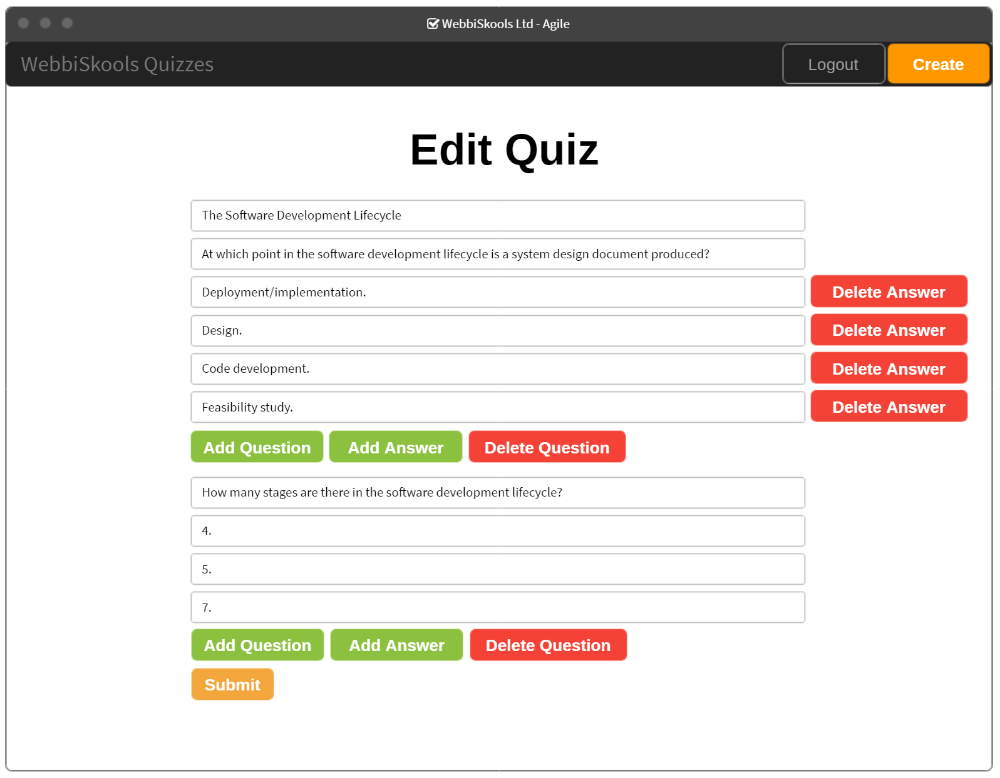 WebbiSkools Ltd - Agile
WebbiSkools Quizzes
Logout
Create
Edit Quiz
The Software Development Lifecycle
At which point in the software development lifecycle is a system design document produced?
Deployment/implementation.
Delete Answer
Design.
Delete Answer
Code development.
Delete Answer
Feasibility study.
Delete Answer
Add Question
Add Answer
Delete Question
How many stages are there in the software development lifecycle?
4.
5.
7.
Add Question
Add Answer
Delete Question
Submit